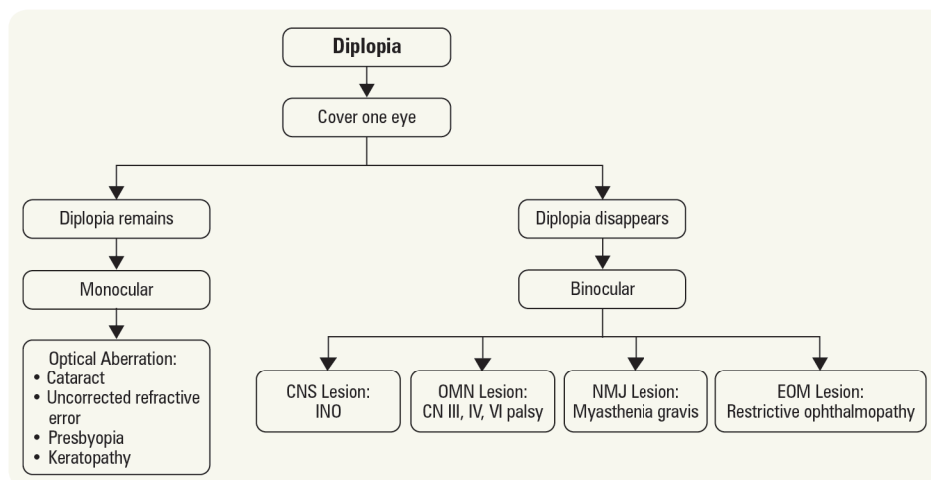 Diplopia
Cover one eye
Diplopia remains
Diplopia disappears
Monocular
Binocular
Optical Aberration:
• Cataract
• Uncorrected refractive
error
• Presbyopia
• Keratopathy
CNS Lesion:
INO
OMN Lesion:
CN III, IV, VI palsy
NMJ Lesion:
Myasthenia gravis
EOM Lesion:
Restrictive ophthalmopathy